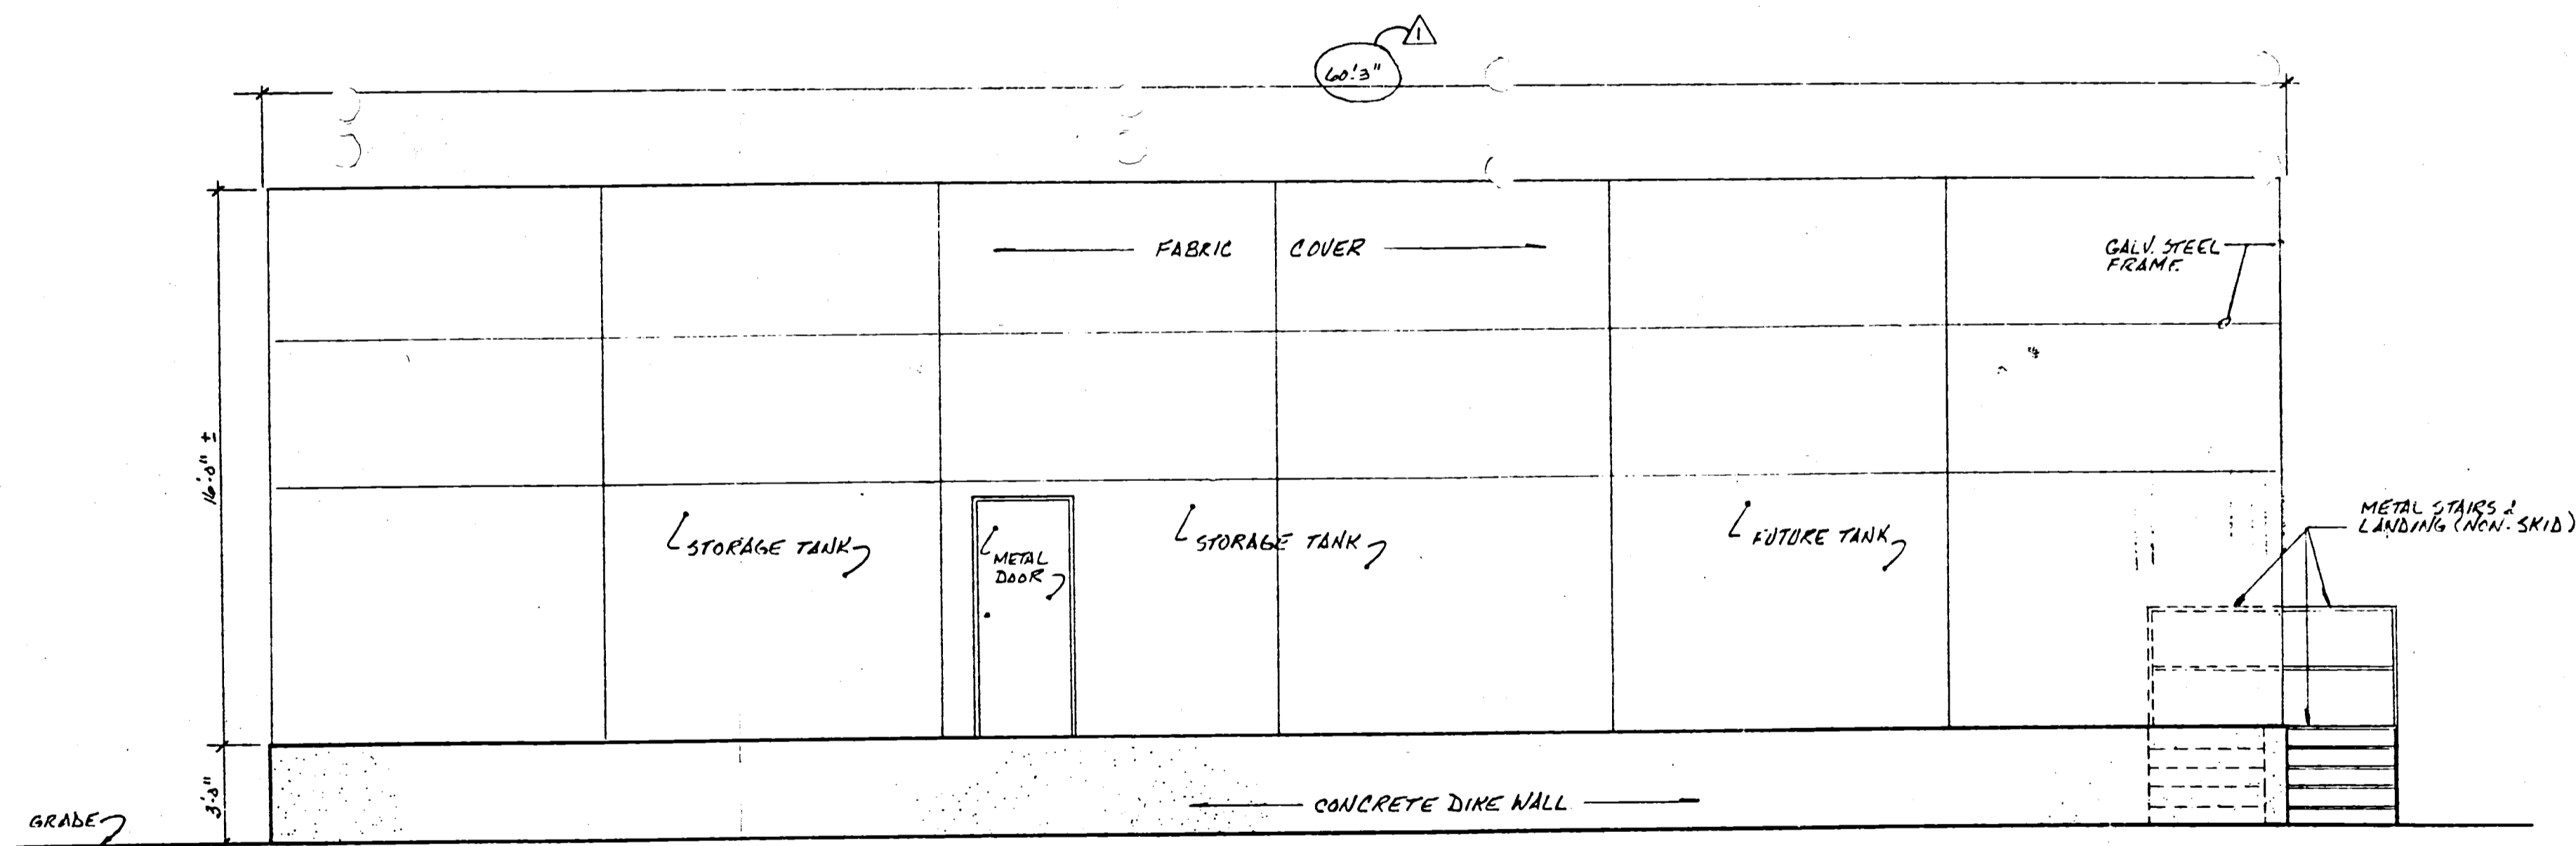 1
60'3"
FABRIC COVER
GALV. STEEL
FRAME
16'-0" ±
METAL STAIRS &
LANDING (NON-SKID)
STORAGE TANK
METAL
DOOR
STORAGE TANK
FUTURE TANK
3'-0"
CONCRETE DIKE WALL
GRADE